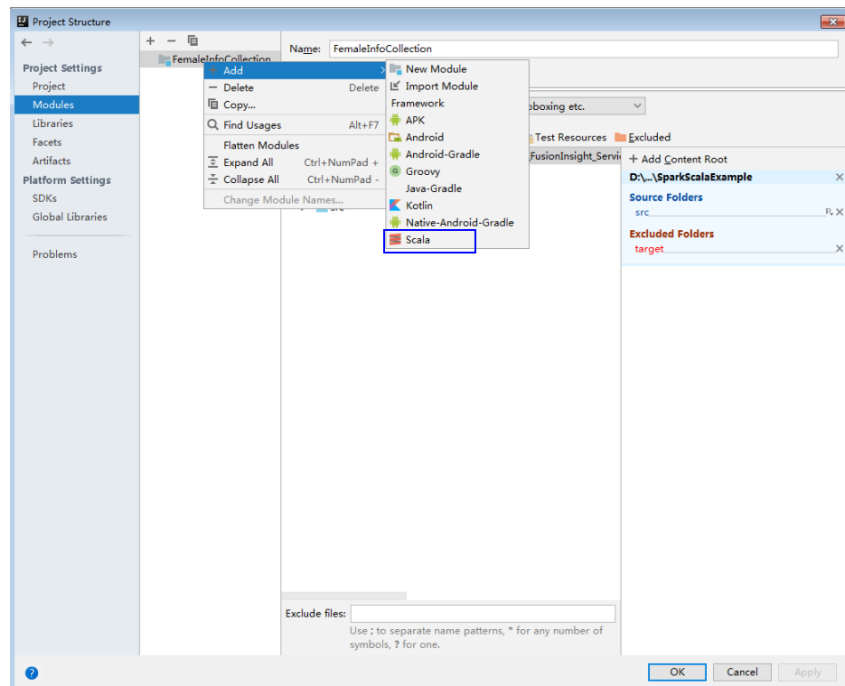 Project Structure
Project Settings
Project
Modules
Libraries
Facets
Artifacts
Platform Settings
SDKs
Global Libraries
Problems
FemaleInfoCollection
Add
Delete Delete
Copy...
Find Usages Alt+F7
Flatten Modules
Expand All Ctrl+NumPad +
Collapse All Ctrl+NumPad -
Change Module Names...
New Module
Import Module
Framework
APK
Android
Android-Gradle
Groovy
Java-Gradle
Kotlin
Native-Android-Gradle
Scala
Name: FemaleInfoCollection
boxing etc.
Test Resources Excluded
FusionInsight_Servi
+ Add Content Root
D:\...\SparkScalaExample
Source Folders
src
Excluded Folders
target
Exclude files:
Use ; to separate name patterns, * for any number of
symbols, ? for one.
OK Cancel Apply